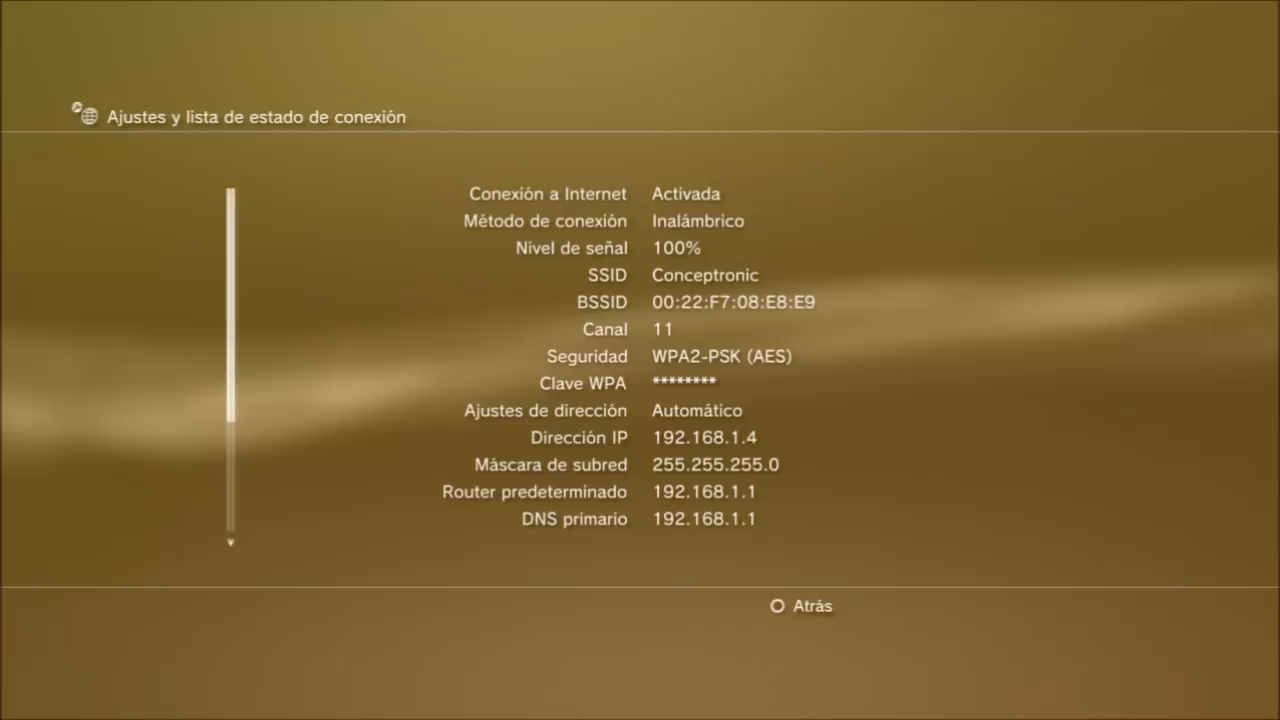 Ajustes y lista de estado de conexión
Conexión a Internet Activada
Método de conexión Inalámbrico
Nivel de señal 100%
SSID Conceptronic
BSSID 00:22:F7:08:E8:E9
Canal 11
Seguridad WPA2-PSK (AES)
Clave WPA ********
Ajustes de dirección Automático
Dirección IP 192.168.1.4
Máscara de subred 255.255.255.0
Router predeterminado 192.168.1.1
DNS primario 192.168.1.1
Atrás